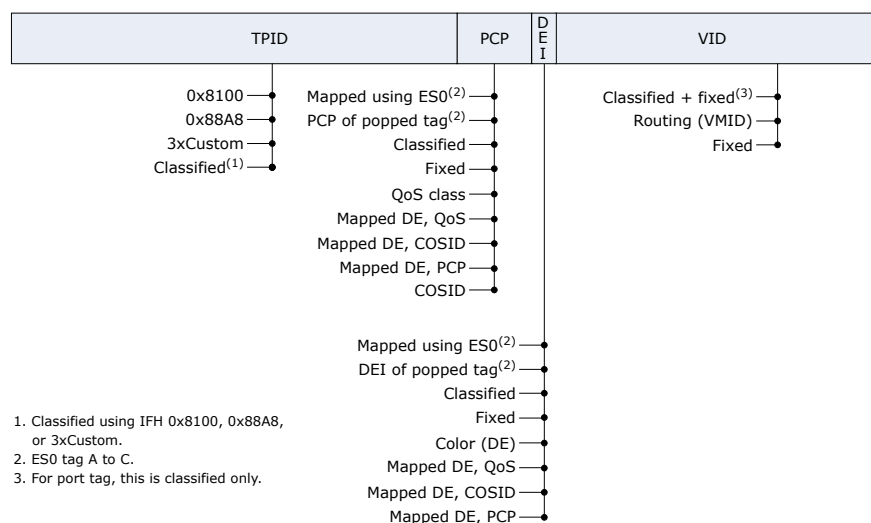 TPID
PCP
DEI
VID
0x8100
0x88A8
3xCustom
Classified(1)
Mapped using ES0(2)
PCP of popped tag(2)
Classified
Fixed
QoS class
Mapped DE, QoS
Mapped DE, COSID
Mapped DE, PCP
COSID
Classified + fixed(3)
Routing (VMID)
Fixed
Mapped using ES0(2)
DEI of popped tag(2)
Classified
Fixed
Color (DE)
Mapped DE, QoS
Mapped DE, COSID
Mapped DE, PCP
1. Classified using IFH 0x8100, 0x88A8,
or 3xCustom.
2. ES0 tag A to C.
3. For port tag, this is classified only.